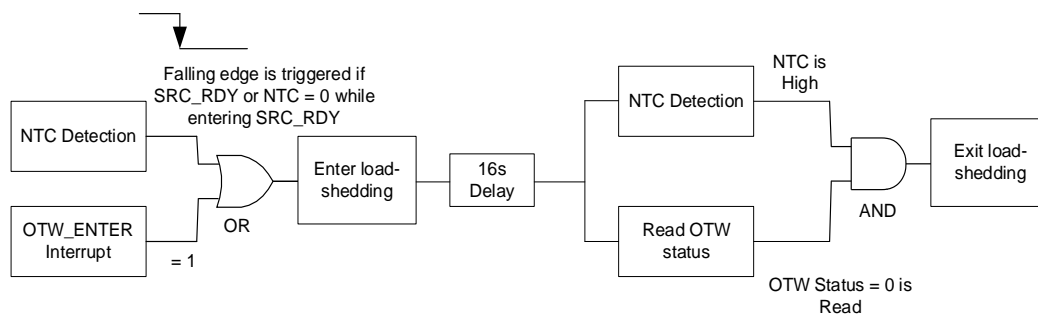 Falling edge is triggered if
SRC_RDY or NTC = 0 while
entering SRC_RDY
NTC Detection
OTW_ENTER
Interrupt
= 1
OR
Enter load-
shedding
16s
Delay
NTC Detection
NTC is
High
Read OTW
status
OTW Status = 0 is
Read
AND
Exit load-
shedding